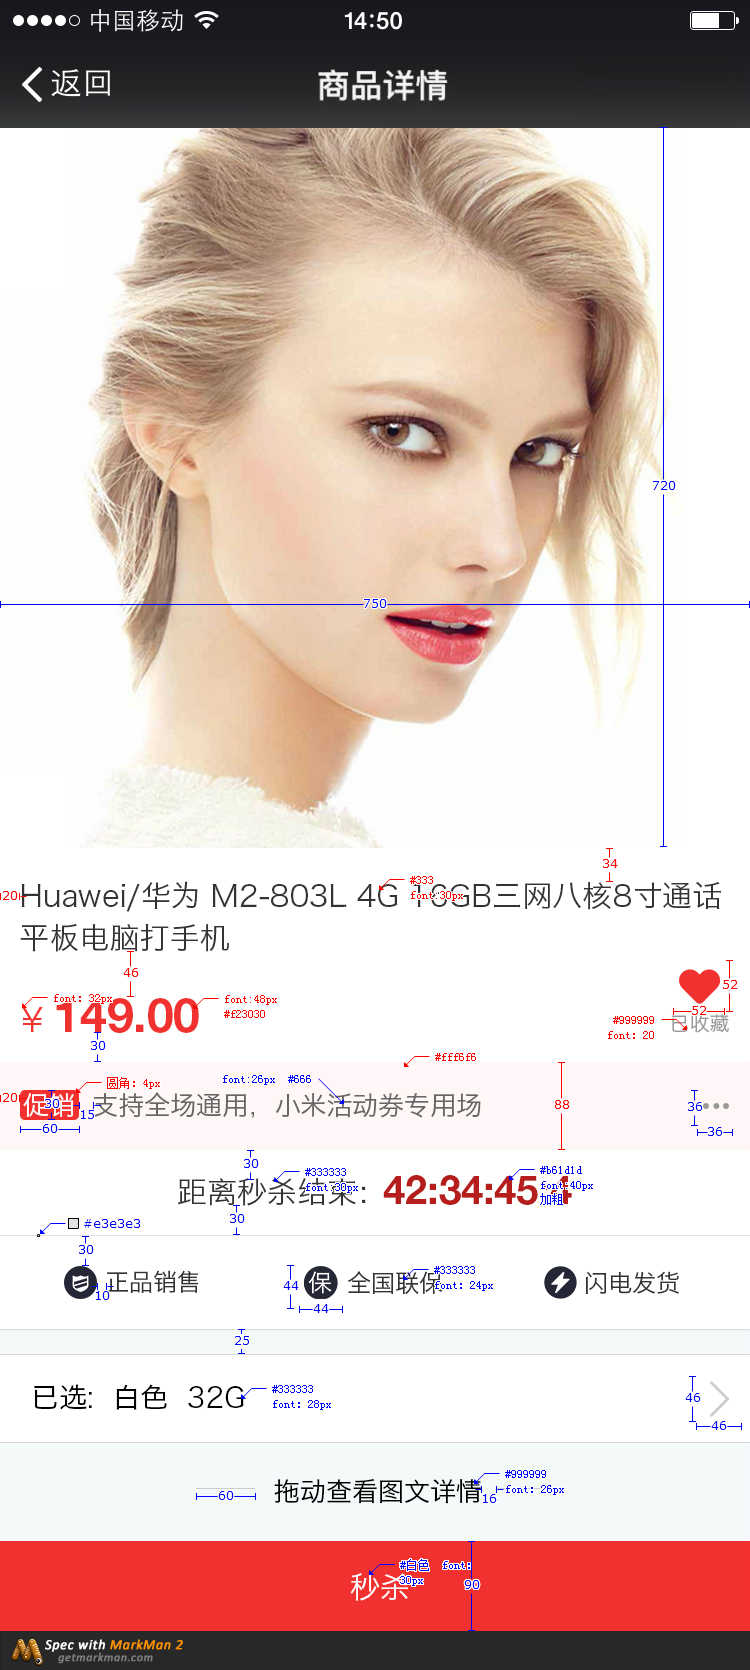 中国移动 14:50
返回 商品详情
720
750
34
#333
font:30px
20
Huawei/华为 M2-803L 4G 16GB三网八核8寸通话
平板电脑打手机
46
52
font: 32px
font:48px
#f23030
¥ 149.00
52
#999999
font: 20
已收藏
30
#fff6f6
圆角: 4px
font:26px #666
20
促销
30
15
支持全场通用，小米活动券专用场
88
36
60
36
30
#333333
font:30px
#b61d1d
font:40px
加粗
距离秒杀结束: 42:34:45
30
#e3e3e3
30
正品销售
10
44
保 全国联保
#333333
font: 24px
闪电发货
44
25
已选: 白色 32G
#333333
font: 28px
46
46
#999999
font: 26px
60
拖动查看图文详情
16
#白色 font:
30px
秒杀
90
Spec with MarkMan 2
getmarkman.com